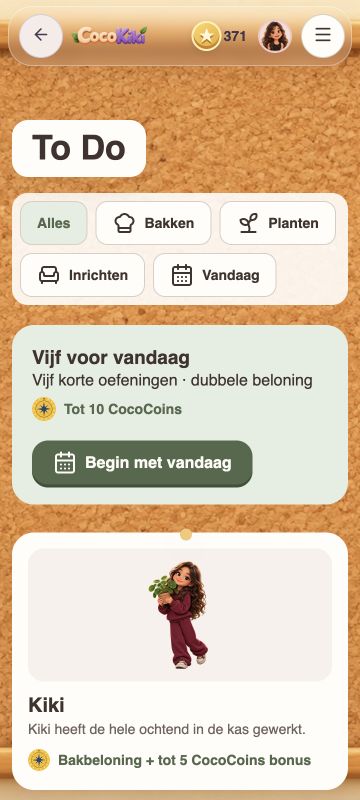 CocoKiki
371
To Do
Alles
Bakken
Planten
Inrichten
Vandaag
Vijf voor vandaag
Vijf korte oefeningen · dubbele beloning
Tot 10 CocoCoins
Begin met vandaag
Kiki
Kiki heeft de hele ochtend in de kas gewerkt.
Bakbeloning + tot 5 CocoCoins bonus